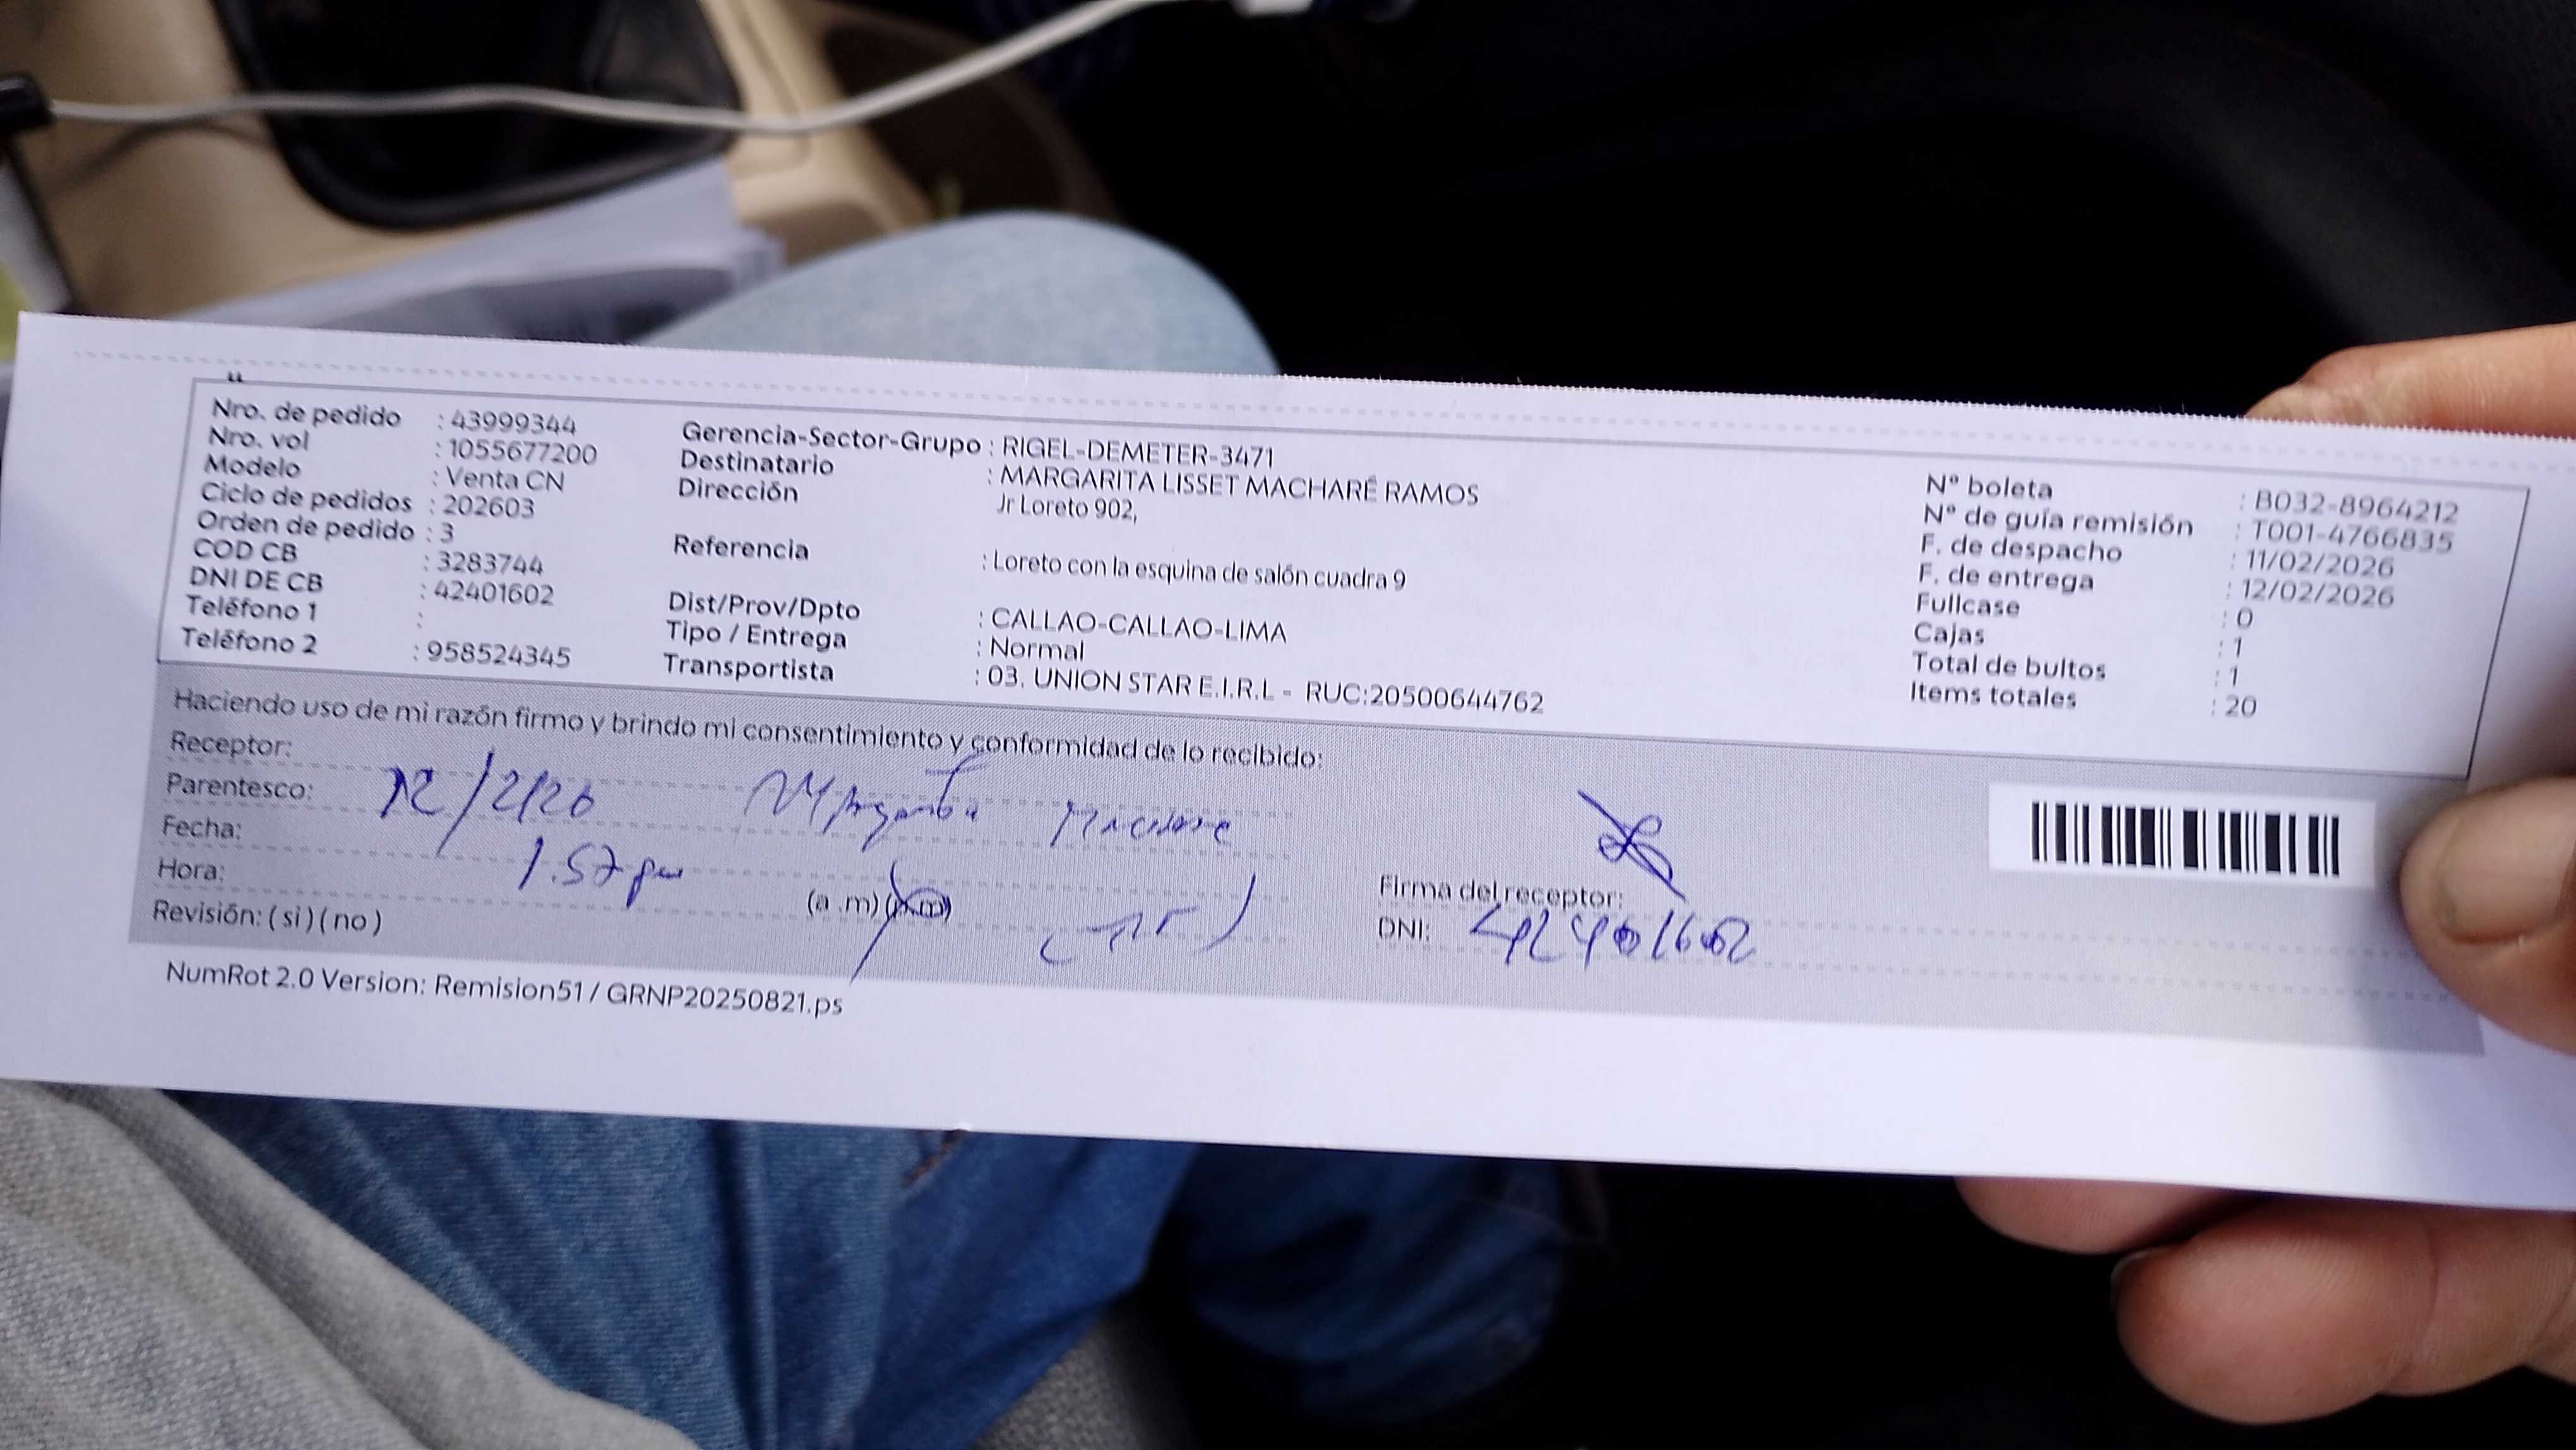 Nro. de pedido : 43999344
Nro. vol : 1055677200
Modelo : Venta CN
Ciclo de pedidos : 202603
Orden de pedido : 3
COD CB : 3283744
DNI DE CB : 42401602
Teléfono 1 :
Teléfono 2 : 958524345
Gerencia-Sector-Grupo : RIGEL-DEMETER-3471
Destinatario : MARGARITA LISSET MACHARÉ RAMOS
Dirección Jr Loreto 902,
Referencia : Loreto con la esquina de salón cuadra 9
Dist/Prov/Dpto : CALLAO-CALLAO-LIMA
Tipo / Entrega : Normal
Transportista : 03. UNION STAR E.I.R.L - RUC:20500644762
N° boleta : B032-8964212
N° de guía remisión : T001-4766835
F. de despacho : 11/02/2026
F. de entrega : 12/02/2026
Fullcase : 0
Cajas : 1
Total de bultos : 1
Items totales : 20
Haciendo uso de mi razón firmo y brindo mi consentimiento y conformidad de lo recibido:
Receptor:
Parentesco: 12/2/26 Margarita Machare
Fecha:
Hora: 1.57 pm (a .m) (p.m)
Revisión: ( si ) ( no )
Firma del receptor:
DNI: 42401602
NumRot 2.0 Version: Remision51 / GRNP20250821.ps